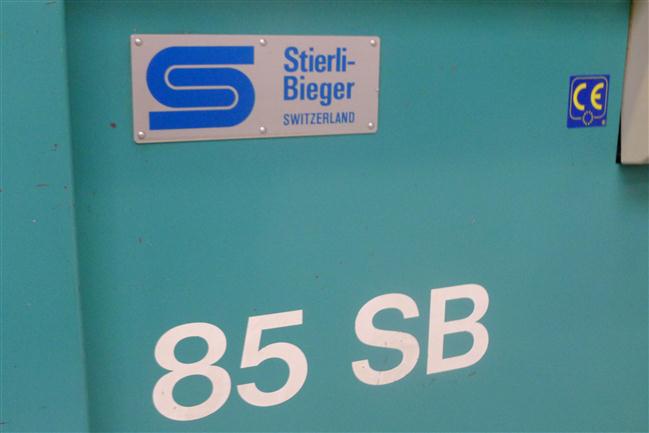 Stierli-
Bieger
SWITZERLAND
CE
85 SB